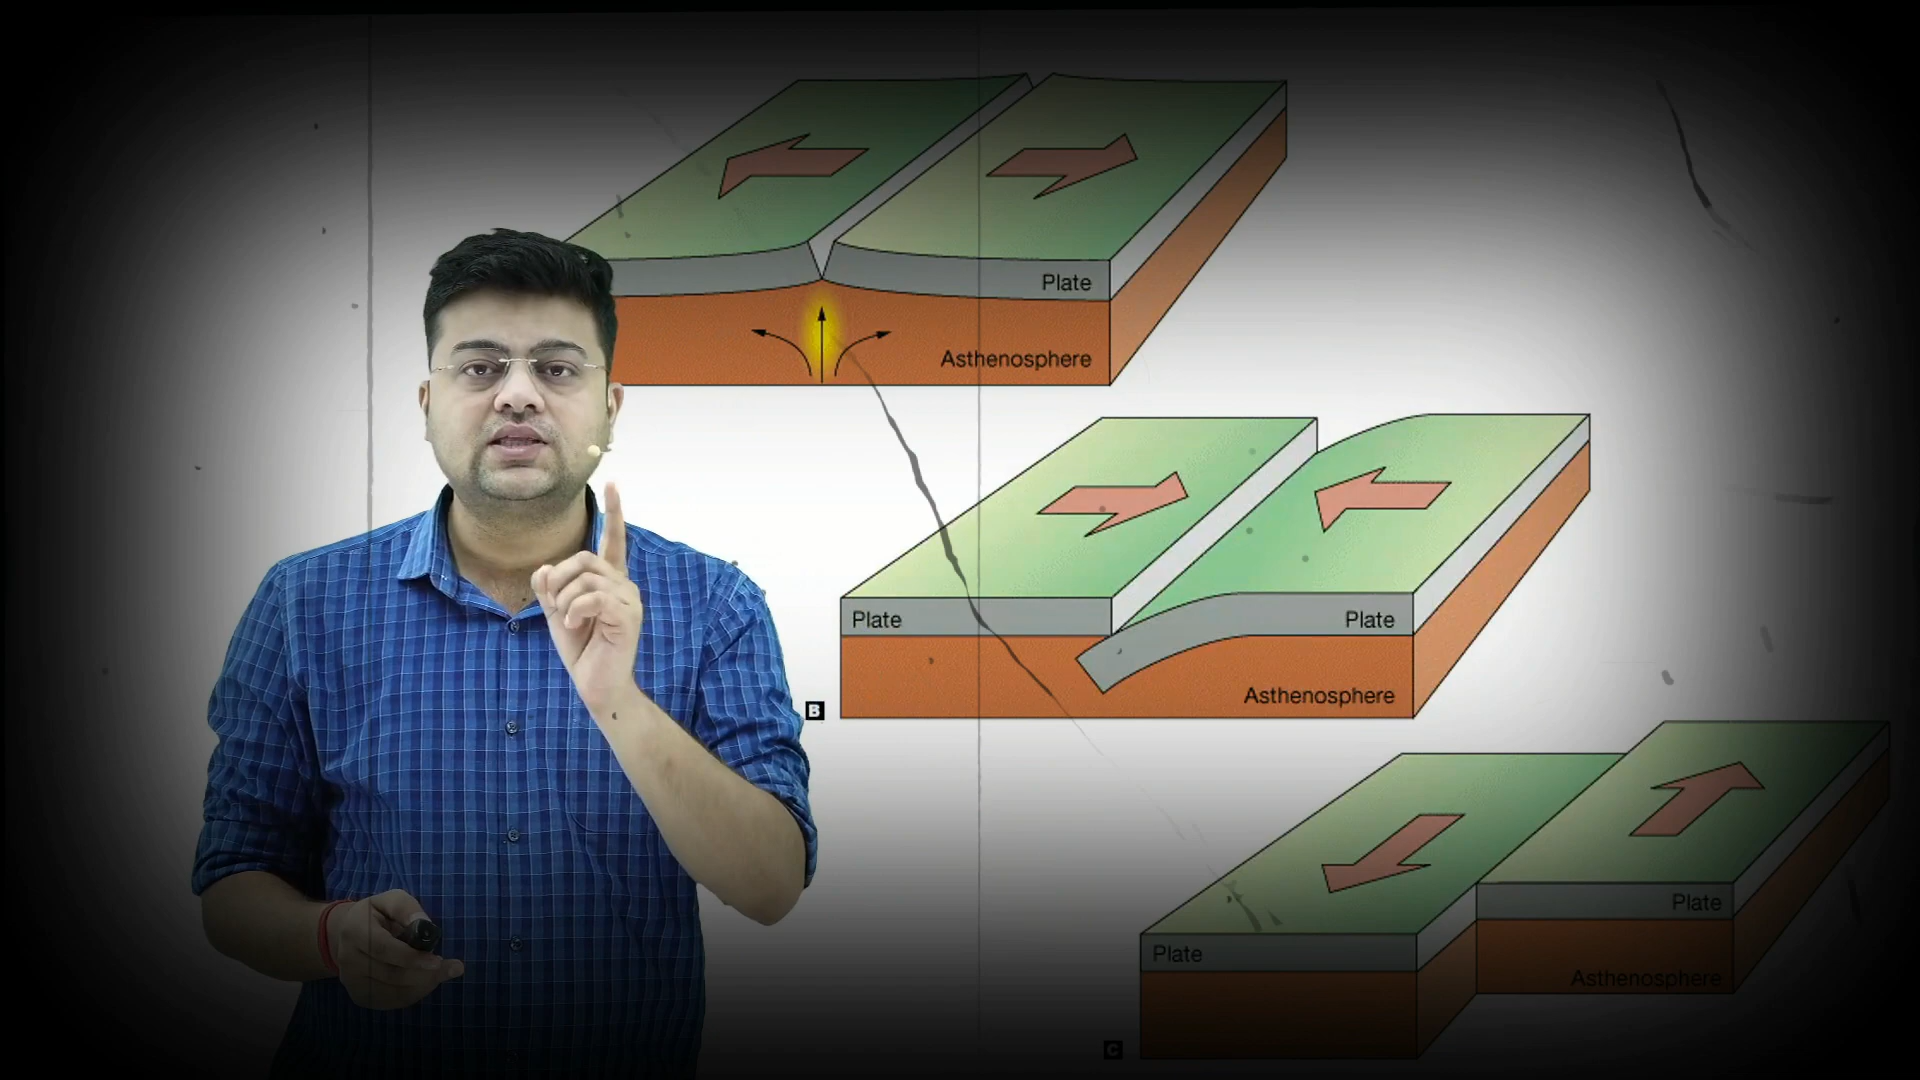 Plate
Asthenosphere
Plate
Plate
Asthenosphere
B
Plate
Plate
Asthenosphere
C